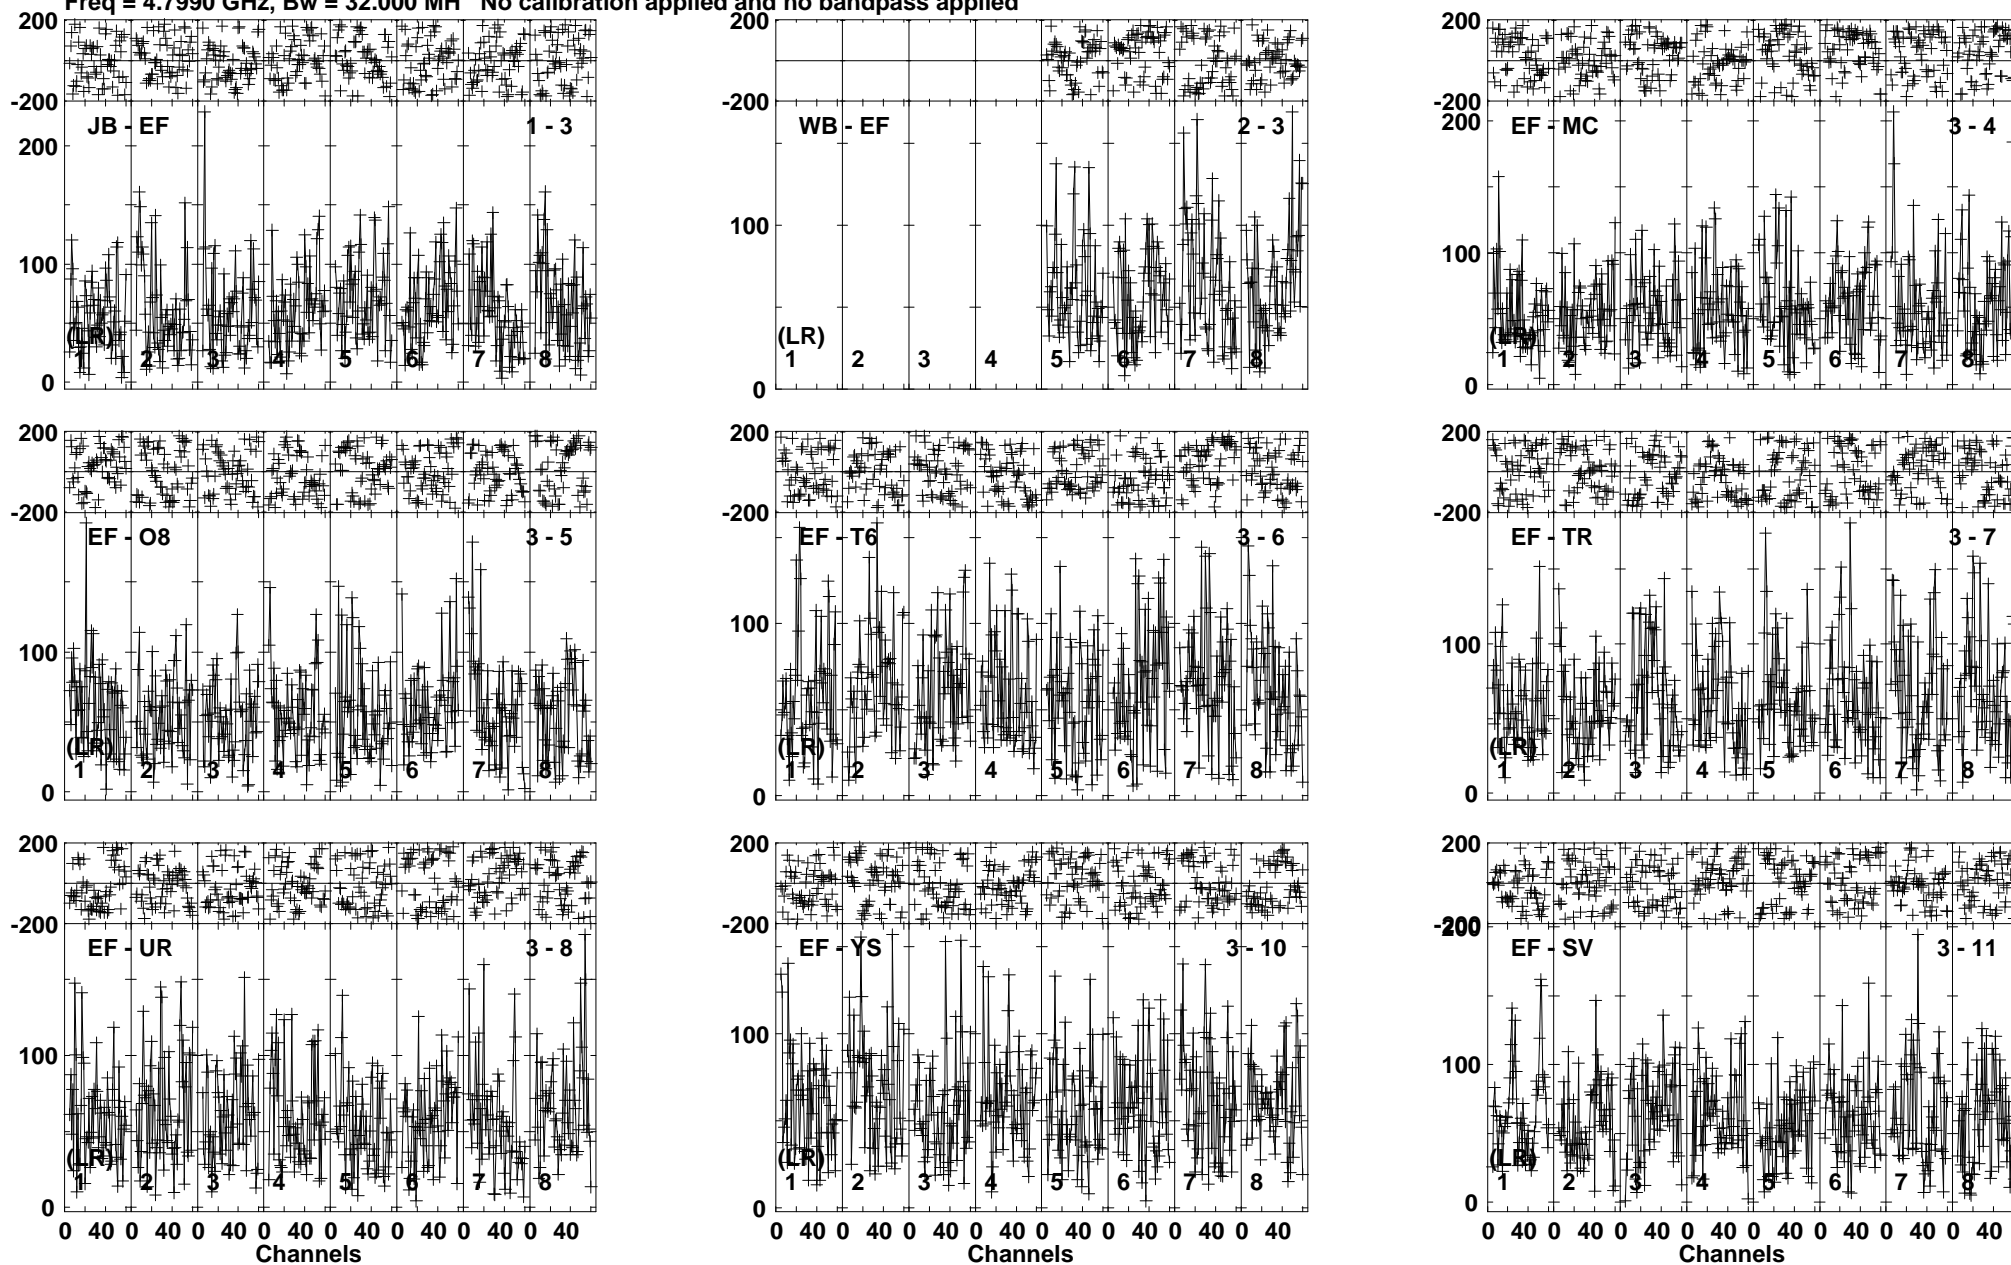 Freq = 4.7990 GHz, Bw = 32.000 MH No calibration applied and no bandpass applied
200
-200
JB - EF 1 - 3
200
100
(LR)
1 2 3 4 5 6 7 8
0
200
-200
WB - EF 2 - 3
100
(LR)
1 2 3 4 5 6 7 8
0
200
-200
EF - MC 3 - 4
200
100
(LR)
1 2 3 4 5 6 7 8
0
200
-200
EF - O8 3 - 5
100
(LR)
1 2 3 4 5 6 7 8
0
200
-200
EF - T6 3 - 6
100
(LR)
1 2 3 4 5 6 7 8
0
200
-200
EF - TR 3 - 7
100
(LR)
1 2 3 4 5 6 7 8
0
200
-200
EF - UR 3 - 8
100
(LR)
1 2 3 4 5 6 7 8
0
0 40 0 40 0 40 0 40 0 40 0 40 0 40 0 40
Channels
200
-200
EF - YS 3 - 10
100
(LR)
1 2 3 4 5 6 7 8
0
0 40 0 40 0 40 0 40 0 40 0 40 0 40 0 40
Channels
200
-200
200
EF - SV 3 - 11
100
(LR)
1 2 3 4 5 6 7 8
0
0 40 0 40 0 40 0 40 0 40 0 40 0 40 0 40
Channels